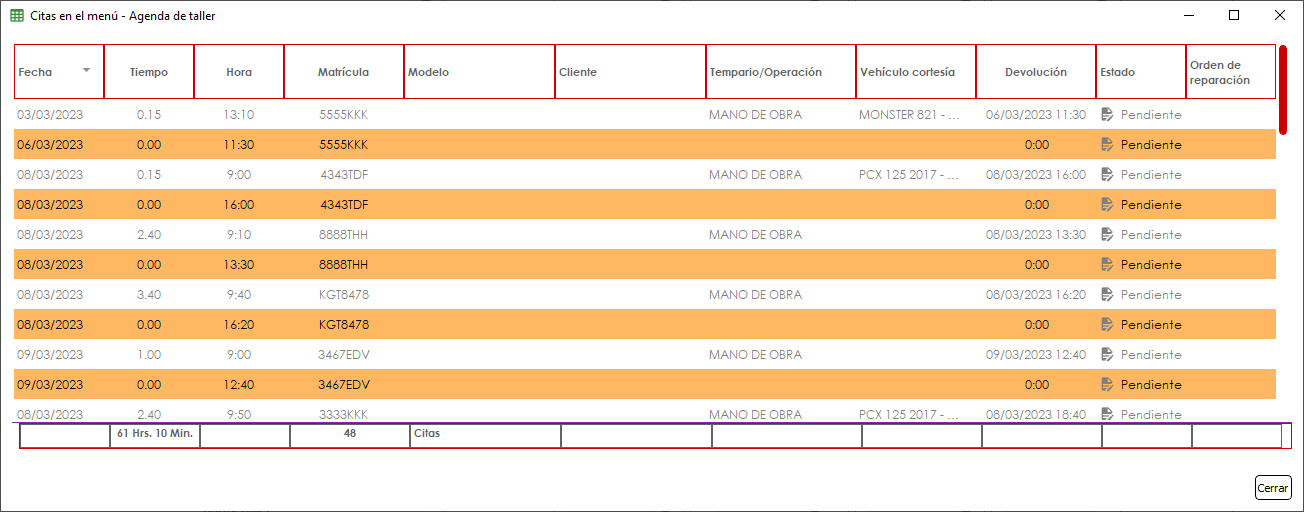 Citas en el menú - Agenda de taller
Fecha Tiempo Hora Matrícula Modelo Cliente Tempario/Operación Vehículo cortesía Devolución Estado Orden de reparación
03/03/2023 0.15 13:10 5555KKK MANO DE OBRA MONSTER 821 - ... 06/03/2023 11:30 Pendiente
06/03/2023 0.00 11:30 5555KKK 0:00 Pendiente
08/03/2023 0.15 9:00 4343TDF MANO DE OBRA PCX 125 2017 - ... 08/03/2023 16:00 Pendiente
08/03/2023 0.00 16:00 4343TDF 0:00 Pendiente
08/03/2023 2.40 9:10 8888THH MANO DE OBRA 08/03/2023 13:30 Pendiente
08/03/2023 0.00 13:30 8888THH 0:00 Pendiente
08/03/2023 3.40 9:40 KGT8478 MANO DE OBRA 08/03/2023 16:20 Pendiente
08/03/2023 0.00 16:20 KGT8478 0:00 Pendiente
09/03/2023 1.00 9:00 3467EDV MANO DE OBRA 09/03/2023 12:40 Pendiente
09/03/2023 0.00 12:40 3467EDV 0:00 Pendiente
08/03/2023 2.40 9:50 3333KKK MANO DE OBRA PCX 125 2017 - ... 08/03/2023 18:40 Pendiente
61 Hrs. 10 Min. 48 Citas
Cerrar